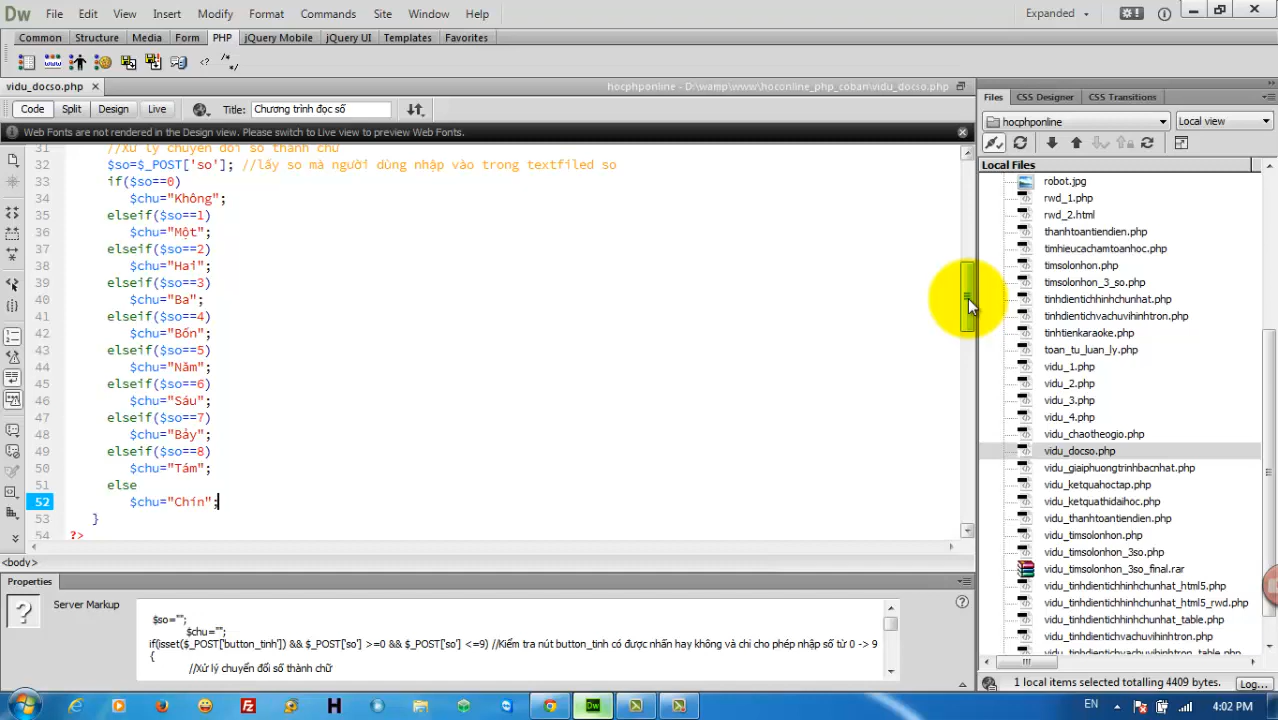 Dw File Edit View Insert Modify Format Commands Site Window Help Expanded
Common Structure Media Form PHP jQuery Mobile jQuery UI Templates Favorites
vidu_docso.php
hocphponline - D:\wamp\www\hoconline_php_coban\vidu_docso.php
Code Split Design Live Title: Chương trình đọc số
Web Fonts are not rendered in the Design view. Please switch to Live view to preview Web Fonts.
31 //Xử lý chuyển đổi số thành chữ
32 $so=$_POST['so']; //lấy so mà người dùng nhập vào trong textfiled so
33 if($so==0)
34 $chu="Không";
35 elseif($so==1)
36 $chu="Một";
37 elseif($so==2)
38 $chu="Hai";
39 elseif($so==3)
40 $chu="Ba";
41 elseif($so==4)
42 $chu="Bốn";
43 elseif($so==5)
44 $chu="Năm";
45 elseif($so==6)
46 $chu="Sáu";
47 elseif($so==7)
48 $chu="Bảy";
49 elseif($so==8)
50 $chu="Tám";
51 else
52 $chu="Chín";
53 }
54 ?>
<body>
Properties
Server Markup
$so="";
$chu="";
if(isset($_POST['button_tinh']) && $_POST['so'] >=0 && $_POST['so'] <=9) //Kiểm tra nút button_tinh có được nhấn hay không và chỉ cho phép nhập số từ 0 -> 9
{
//Xử lý chuyển đổi số thành chữ
Files CSS Designer CSS Transitions
hocphponline Local view
Local Files
robot.jpg
rwd_1.php
rwd_2.html
thanhtoantiendien.php
timhieucachamtoanhoc.php
timsolonhon.php
timsolonhon_3_so.php
tinhdientichhinhchunhat.php
tinhdientichvachuvihinhtron.php
tinhtienkaraoke.php
toan_tu_luan_ly.php
vidu_1.php
vidu_2.php
vidu_3.php
vidu_4.php
vidu_chaotheogio.php
vidu_docso.php
vidu_giaiphuongtrinhbacnhat.php
vidu_ketquahoctap.php
vidu_ketquathidaihoc.php
vidu_thanhtoantiendien.php
vidu_timsolonhon.php
vidu_timsolonhon_3so.php
vidu_timsolonhon_3so_final.rar
vidu_tinhdientichhinhchunhat_html5.php
vidu_tinhdientichhinhchunhat_html5_rwd.php
vidu_tinhdientichhinhchunhat_table.php
vidu_tinhdientichvachuvihinhtron.php
vidu_tinhdientichvachuvihinhtron_table.php
1 local items selected totalling 4409 bytes. Log...
EN 4:02 PM